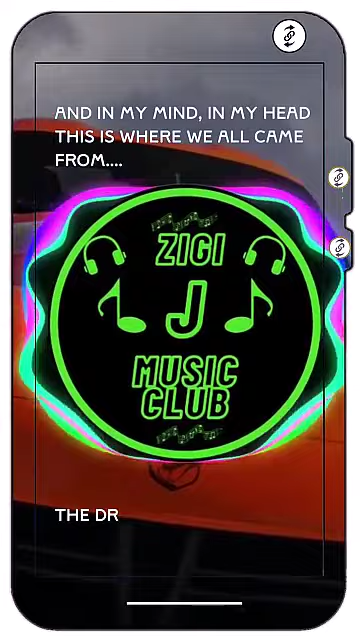 AND IN MY MIND, IN MY HEAD
THIS IS WHERE WE ALL CAME
FROM....
ZIGI
J
MUSIC
CLUB
THE DR